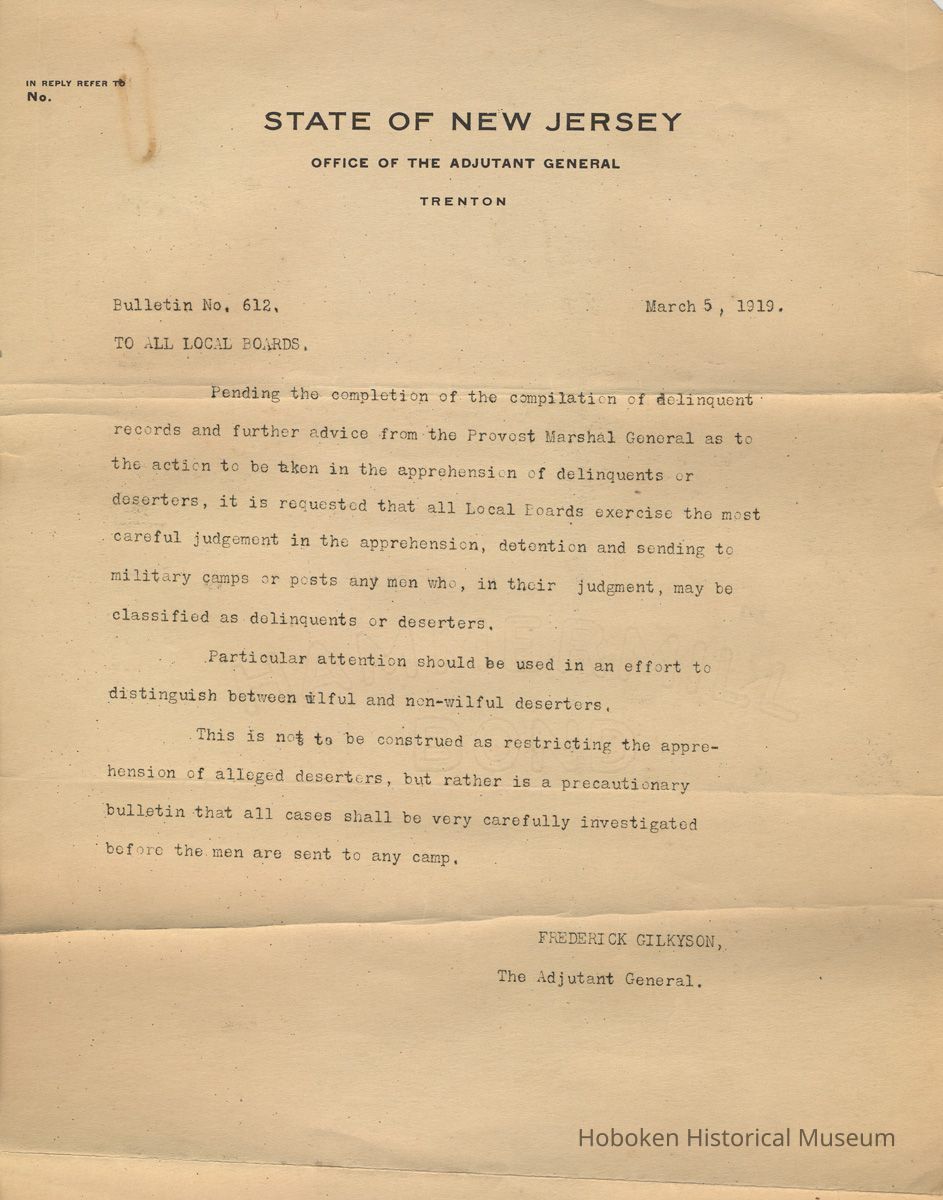 IN REPLY REFER TO
No.
STATE OF NEW JERSEY
OFFICE OF THE ADJUTANT GENERAL
TRENTON
Bulletin No. 612. March 5, 1919.
TO ALL LOCAL BOARDS.
Pending the completion of the compilation of delinquent
records and further advice from the Provost Marshal General as to
the action to be taken in the apprehension of delinquents or
deserters, it is requested that all Local Boards exercise the most
careful judgement in the apprehension, detention and sending to
military camps or posts any men who, in their judgment, may be
classified as delinquents or deserters.
Particular attention should be used in an effort to
distinguish between wilful and non-wilful deserters.
This is not to be construed as restricting the appre-
hension of alleged deserters, but rather is a precautionary
bulletin that all cases shall be very carefully investigated
before the men are sent to any camp.
FREDERICK GILKYSON,
The Adjutant General.
Hoboken Historical Museum